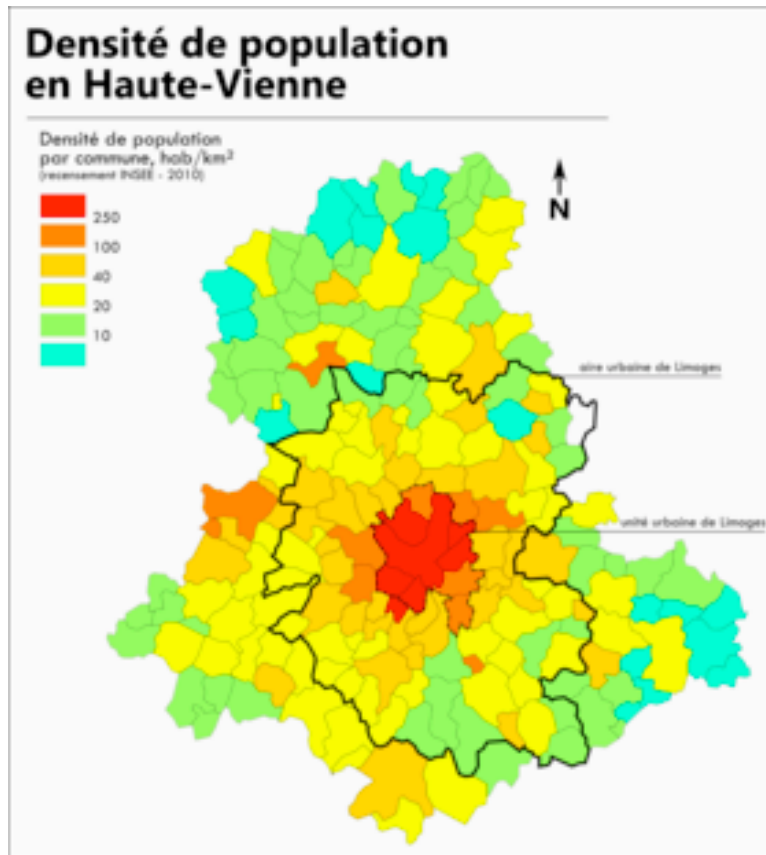 Densité de population
en Haute-Vienne
Densité de population
par commune, hab/km²
(recensement INSEE - 2010)
250
100
40
20
10
N
aire urbaine de Limoges
unité urbaine de Limoges